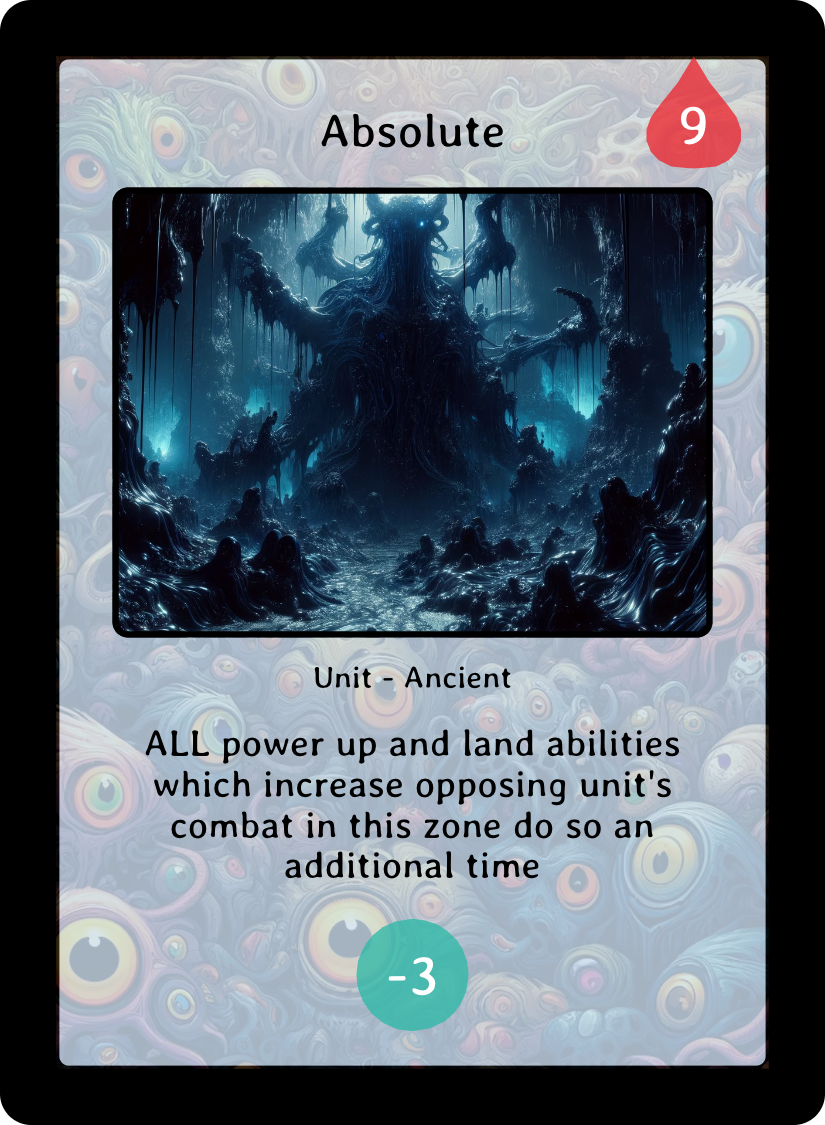 Absolute
9
Unit - Ancient
ALL power up and land abilities
which increase opposing unit's
combat in this zone do so an
additional time
-3